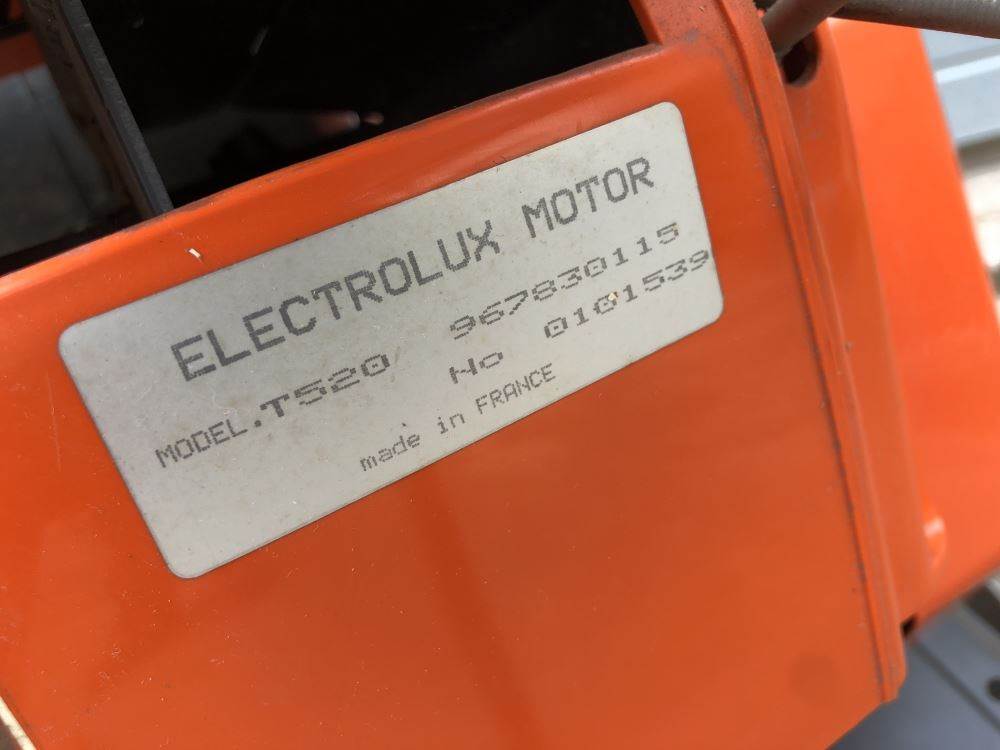 ELECTROLUX MOTOR
MODEL.T520 967830115
No 0101539
made in FRANCE